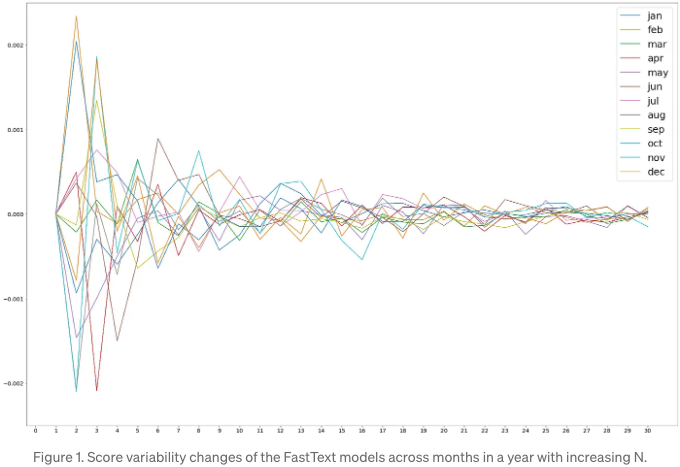 jan
feb
mar
apr
may
jun
jul
aug
sep
oct
nov
dec
0.002
0.001
0.000
−0.001
−0.002
0 1 2 3 4 5 6 7 8 9 10 11 12 13 14 15 16 17 18 19 20 21 22 23 24 25 26 27 28 29 30
Figure 1. Score variability changes of the FastText models across months in a year with increasing N.